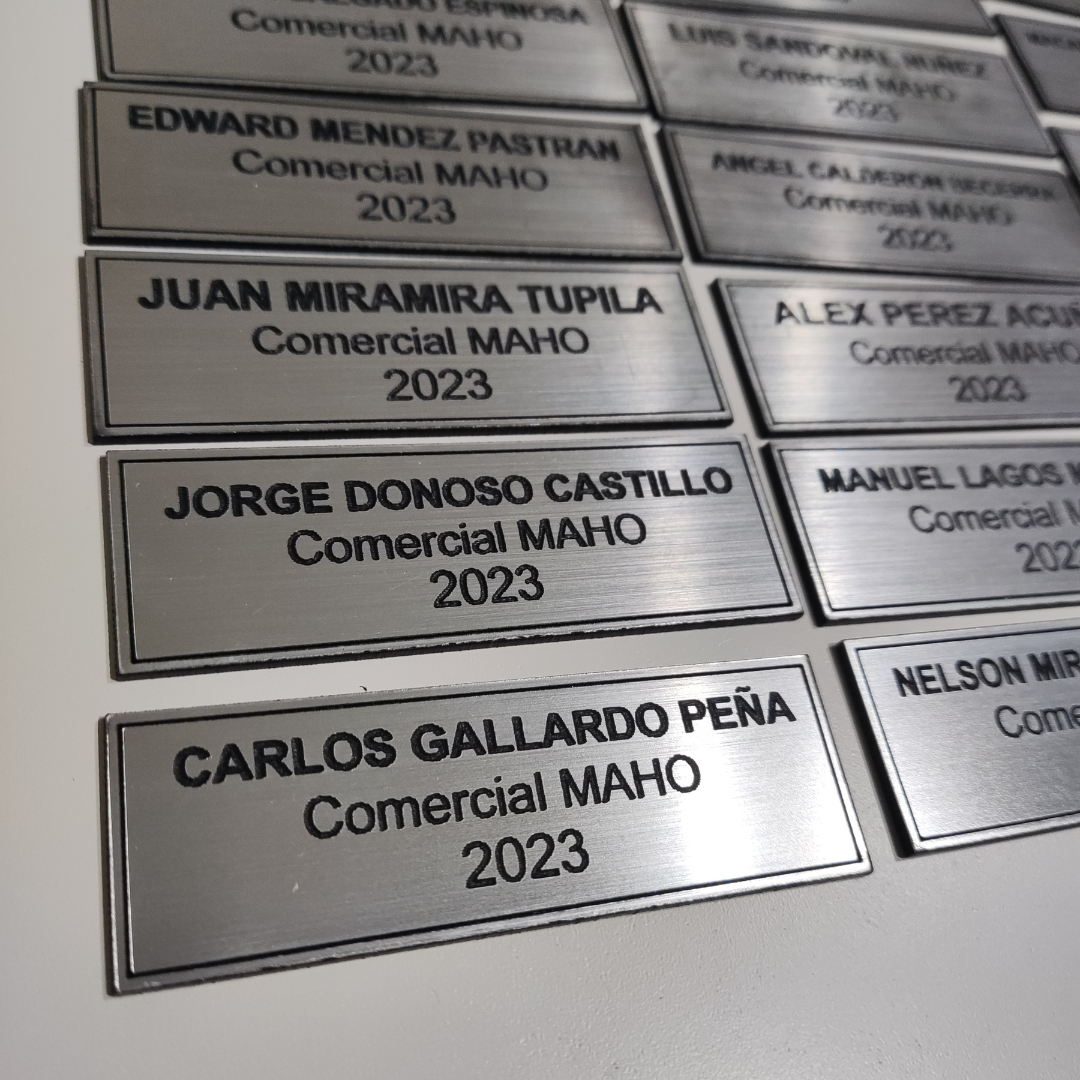 ESPINOSA
Comercial MAHO
2023
EDWARD MENDEZ PASTRAN
Comercial MAHO
2023
JUAN MIRAMIRA TUPILA
Comercial MAHO
2023
JORGE DONOSO CASTILLO
Comercial MAHO
2023
CARLOS GALLARDO PEÑA
Comercial MAHO
2023
LUIS SANDOVAL NUÑEZ
Comercial MAHO
2023
ANGEL CALDERON BECERRA
Comercial MAHO
2023
ALEX PEREZ
Comercial MAHO
2023
MANUEL LAGOS
Comercial
NELSON